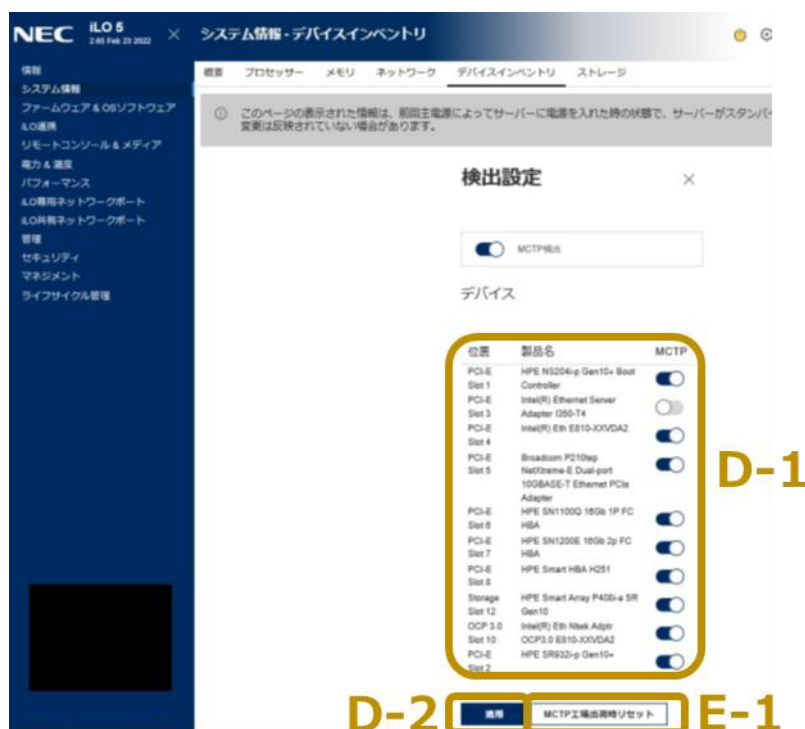 NEC iLO 5
2.65 Feb 23 2022
システム情報 - デバイスインベントリ
情報
システム情報
ファームウェア & OSソフトウェア
iLO連携
リモートコンソール & メディア
電力 & 温度
パフォーマンス
iLO専用ネットワークポート
iLO共有ネットワークポート
管理
セキュリティ
マネジメント
ライフサイクル管理
概要 プロセッサー メモリ ネットワーク デバイスインベントリ ストレージ
このページの表示された情報は、前回主電源によってサーバーに電源を入れた時の状態で、サーバーがスタンバイ
変更は反映されていない場合があります。
検出設定
MCTP検出
デバイス
位置 製品名 MCTP
PCI-E HPE NS204i-p Gen10+ Boot
Slot 1 Controller
PCI-E Intel(R) Ethernet Server
Slot 3 Adapter I350-T4
PCI-E Intel(R) Eth E810-XXVDA2
Slot 4
PCI-E Broadcom P210tep
Slot 5 NetXtreme-E Dual-port
10GBASE-T Ethernet PCIe
Adapter
PCI-E HPE SN1100Q 16Gb 1P FC
Slot 6 HBA
PCI-E HPE SN1200E 16Gb 2p FC
Slot 7 HBA
PCI-E HPE Smart HBA H251
Slot 8
Storage HPE Smart Array P408i-a SR
Slot 12 Gen10
OCP 3.0 Intel(R) Eth Ntwk Adptr
Slot 10 OCP3.0 E810-XXVDA2
PCI-E HPE SR932i-p Gen10+
Slot 2
D-1
D-2 適用 MCTP工場出荷時リセット E-1